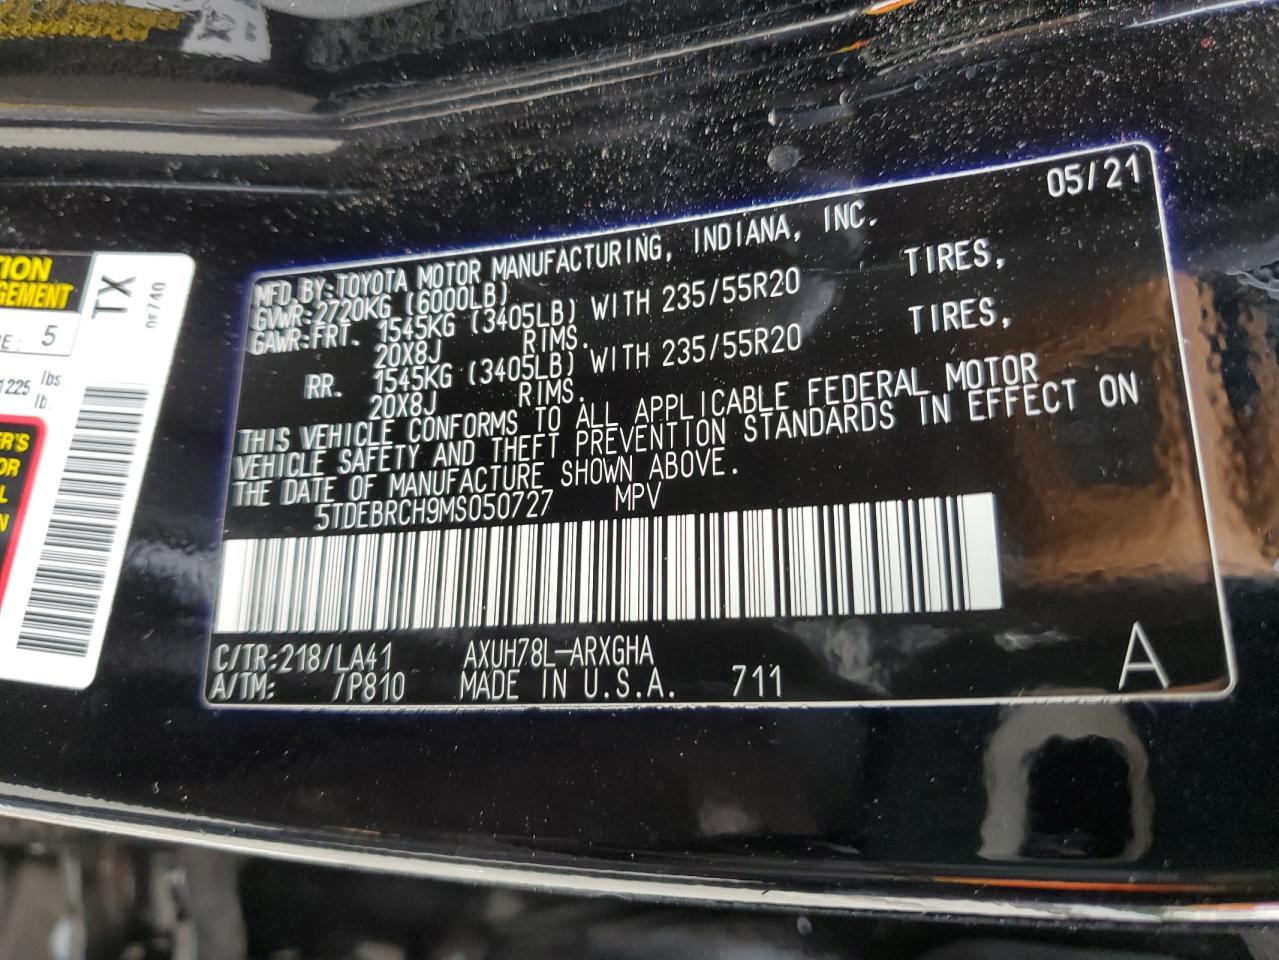 05/21
MFD.BY:TOYOTA MOTOR MANUFACTURING, INDIANA, INC.
GVWR:2720KG (6000LB)
GAWR:FRT. 1545KG (3405LB) WITH 235/55R20 TIRES,
20X8J RIMS.
RR. 1545KG (3405LB) WITH 235/55R20 TIRES,
20X8J RIMS.
THIS VEHICLE CONFORMS TO ALL APPLICABLE FEDERAL MOTOR
VEHICLE SAFETY AND THEFT PREVENTION STANDARDS IN EFFECT ON
THE DATE OF MANUFACTURE SHOWN ABOVE.
5TDEBRCH9MS050727 MPV
C/TR:218/LA41 AXUH78L-ARXGHA
A/TM: /P810 MADE IN U.S.A. 711
A
TX
5
1225 lbs
lb.